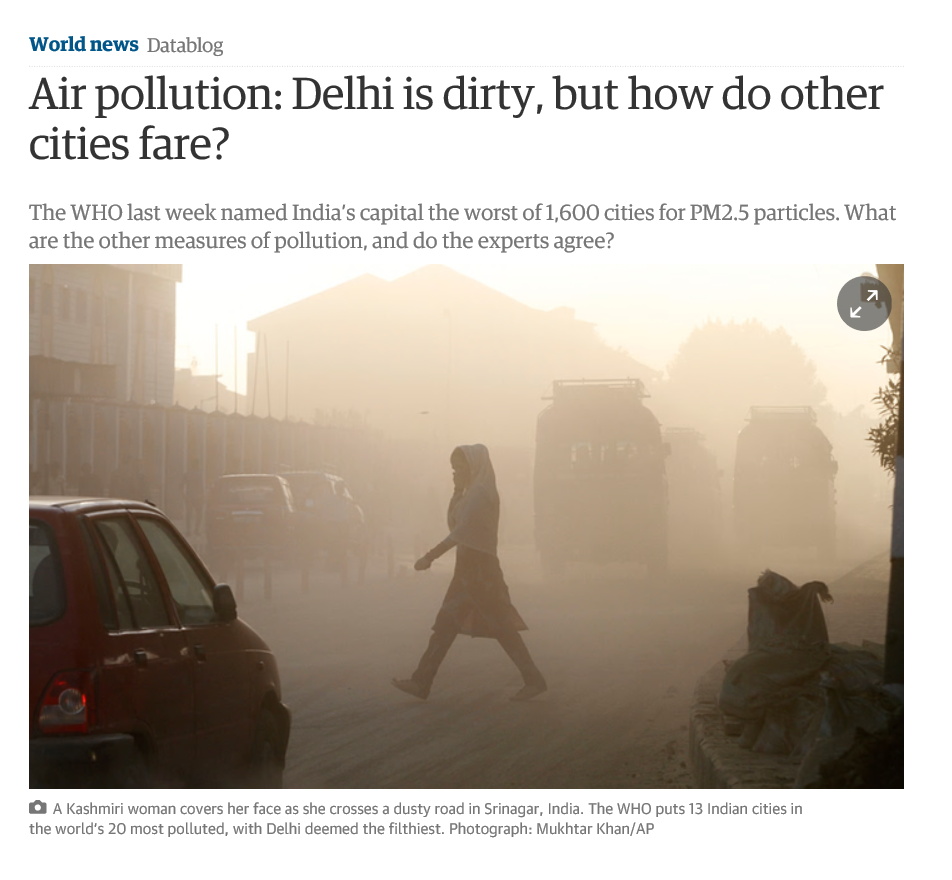 World news Datablog
Air pollution: Delhi is dirty, but how do other
cities fare?
The WHO last week named India’s capital the worst of 1,600 cities for PM2.5 particles. What
are the other measures of pollution, and do the experts agree?
A Kashmiri woman covers her face as she crosses a dusty road in Srinagar, India. The WHO puts 13 Indian cities in
the world’s 20 most polluted, with Delhi deemed the filthiest. Photograph: Mukhtar Khan/AP